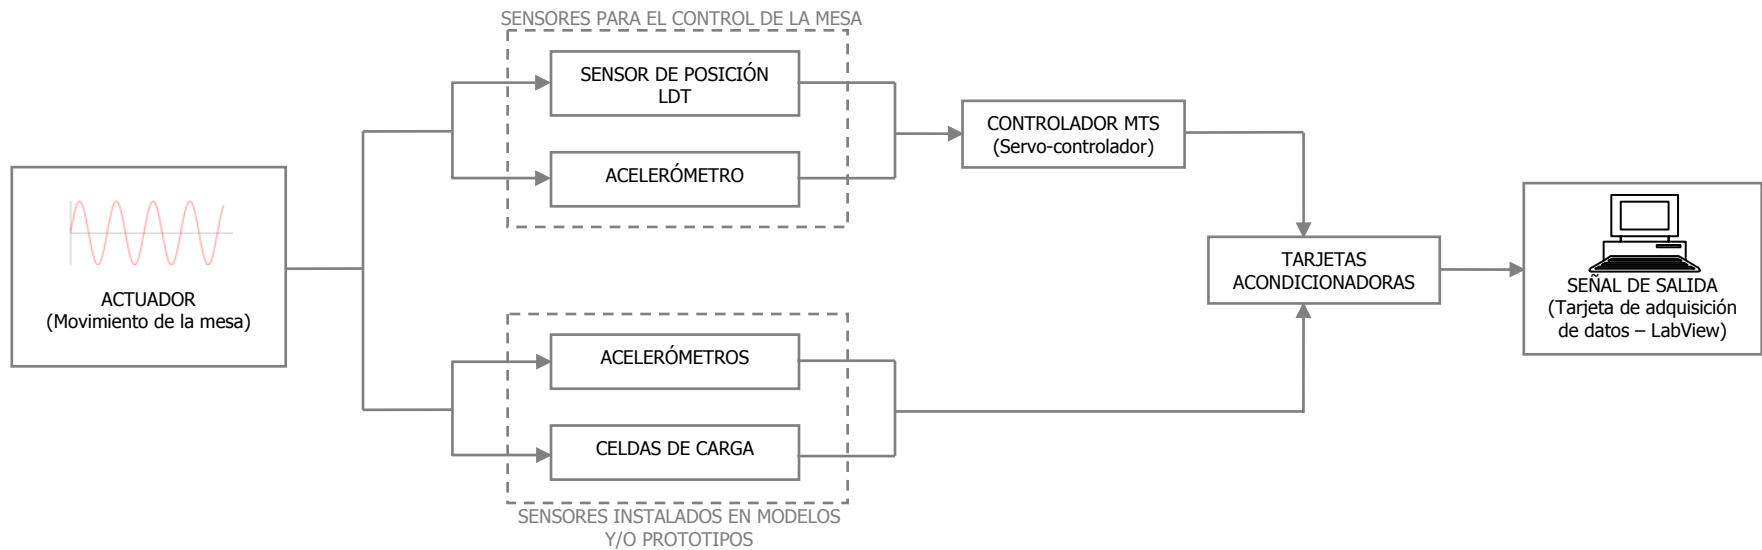 SENSORES PARA EL CONTROL DE LA MESA
SENSOR DE POSICIÓN
LDT
ACELERÓMETRO
CONTROLADOR MTS
(Servo-controlador)
ACTUADOR
(Movimiento de la mesa)
TARJETAS
ACONDICIONADORAS
SEÑAL DE SALIDA
(Tarjeta de adquisición
de datos – LabView)
ACELERÓMETROS
CELDAS DE CARGA
SENSORES INSTALADOS EN MODELOS
Y/O PROTOTIPOS